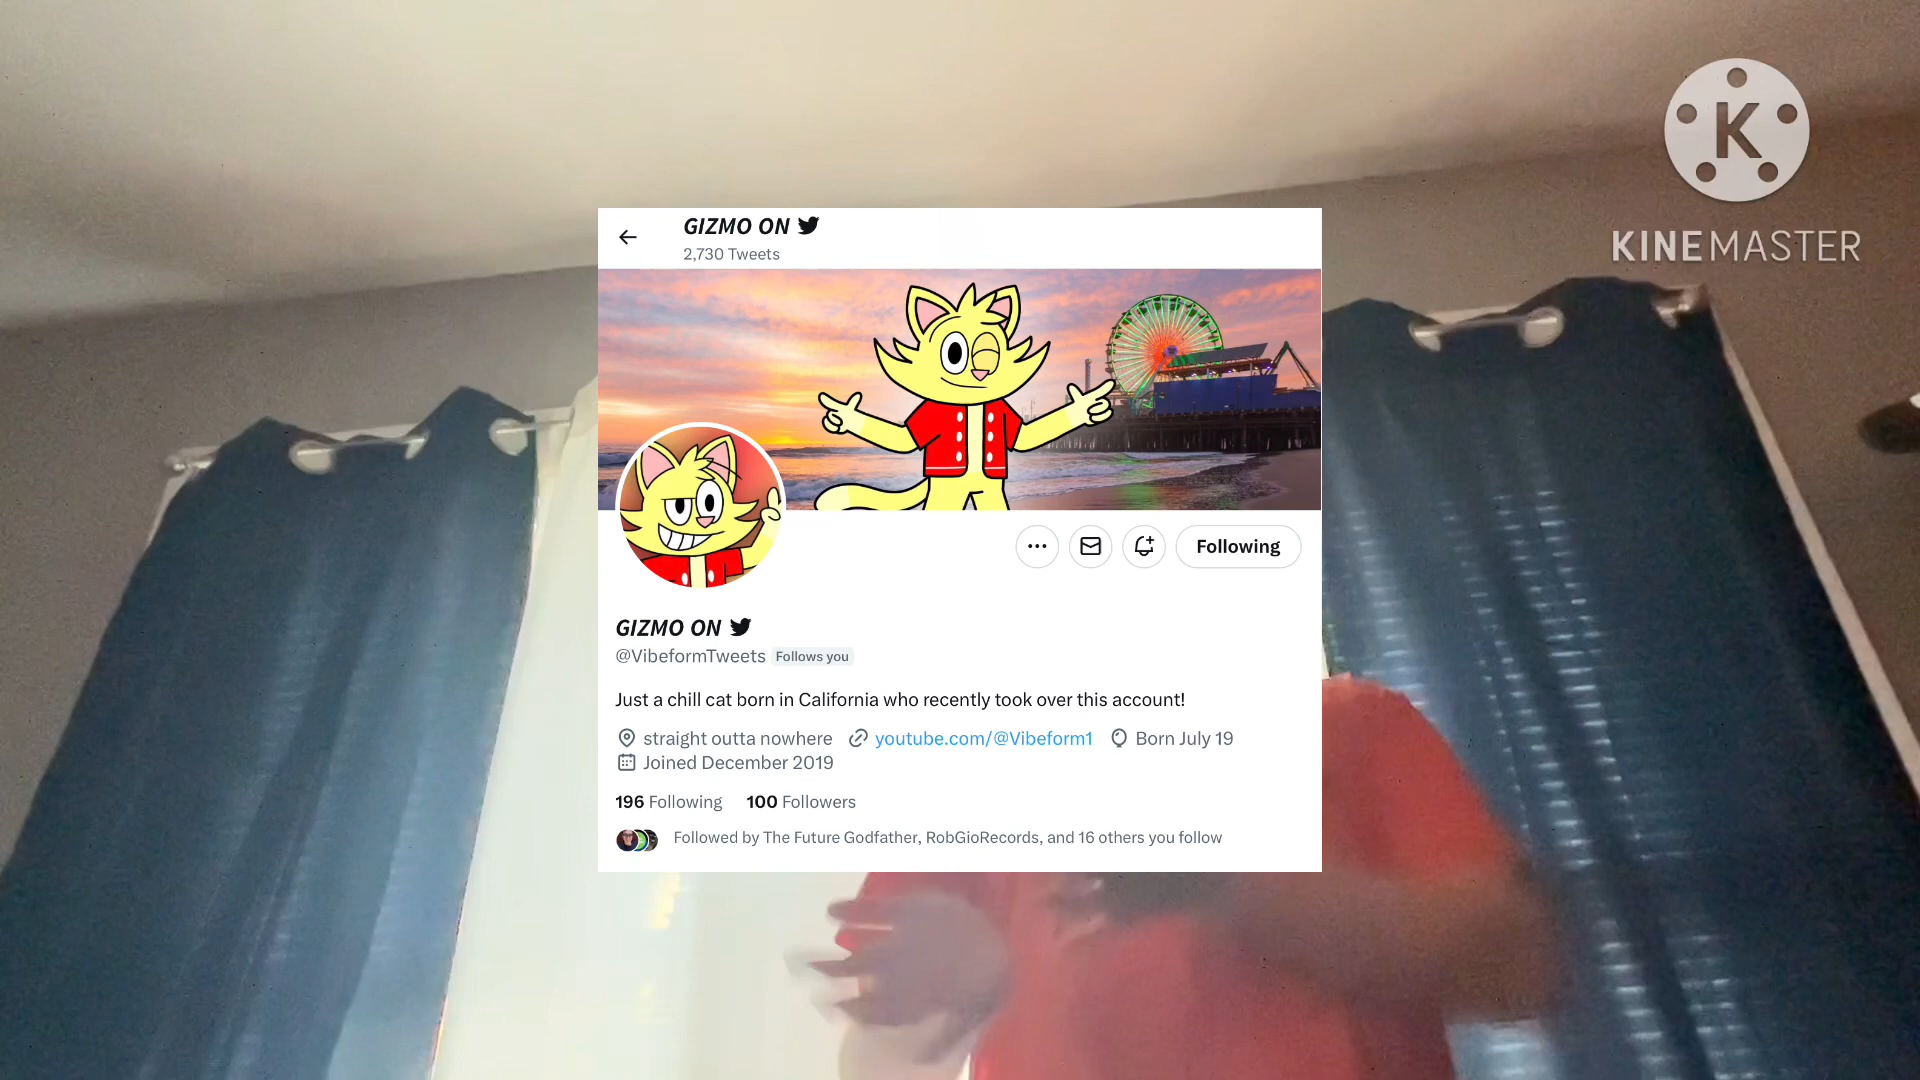 K
KINEMASTER
GIZMO ON
2,730 Tweets
Following
GIZMO ON
@VibeformTweets Follows you
Just a chill cat born in California who recently took over this account!
straight outta nowhere youtube.com/@Vibeform1 Born July 19
Joined December 2019
196 Following 100 Followers
Followed by The Future Godfather, RobGioRecords, and 16 others you follow